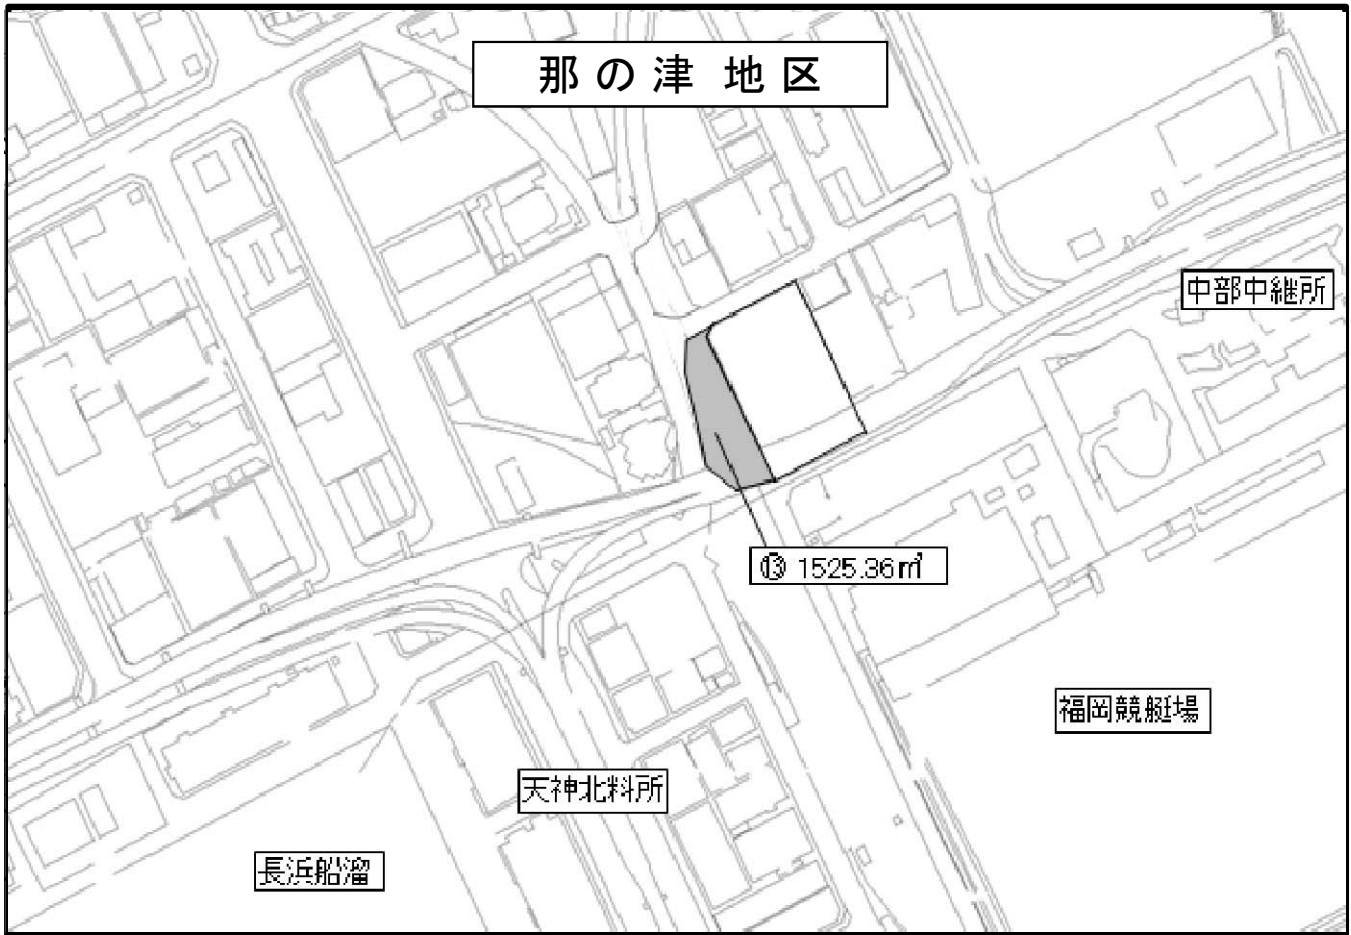 那の津 地区
中部中継所
⑬ 1525.36㎡
福岡競艇場
天神北料所
長浜船溜